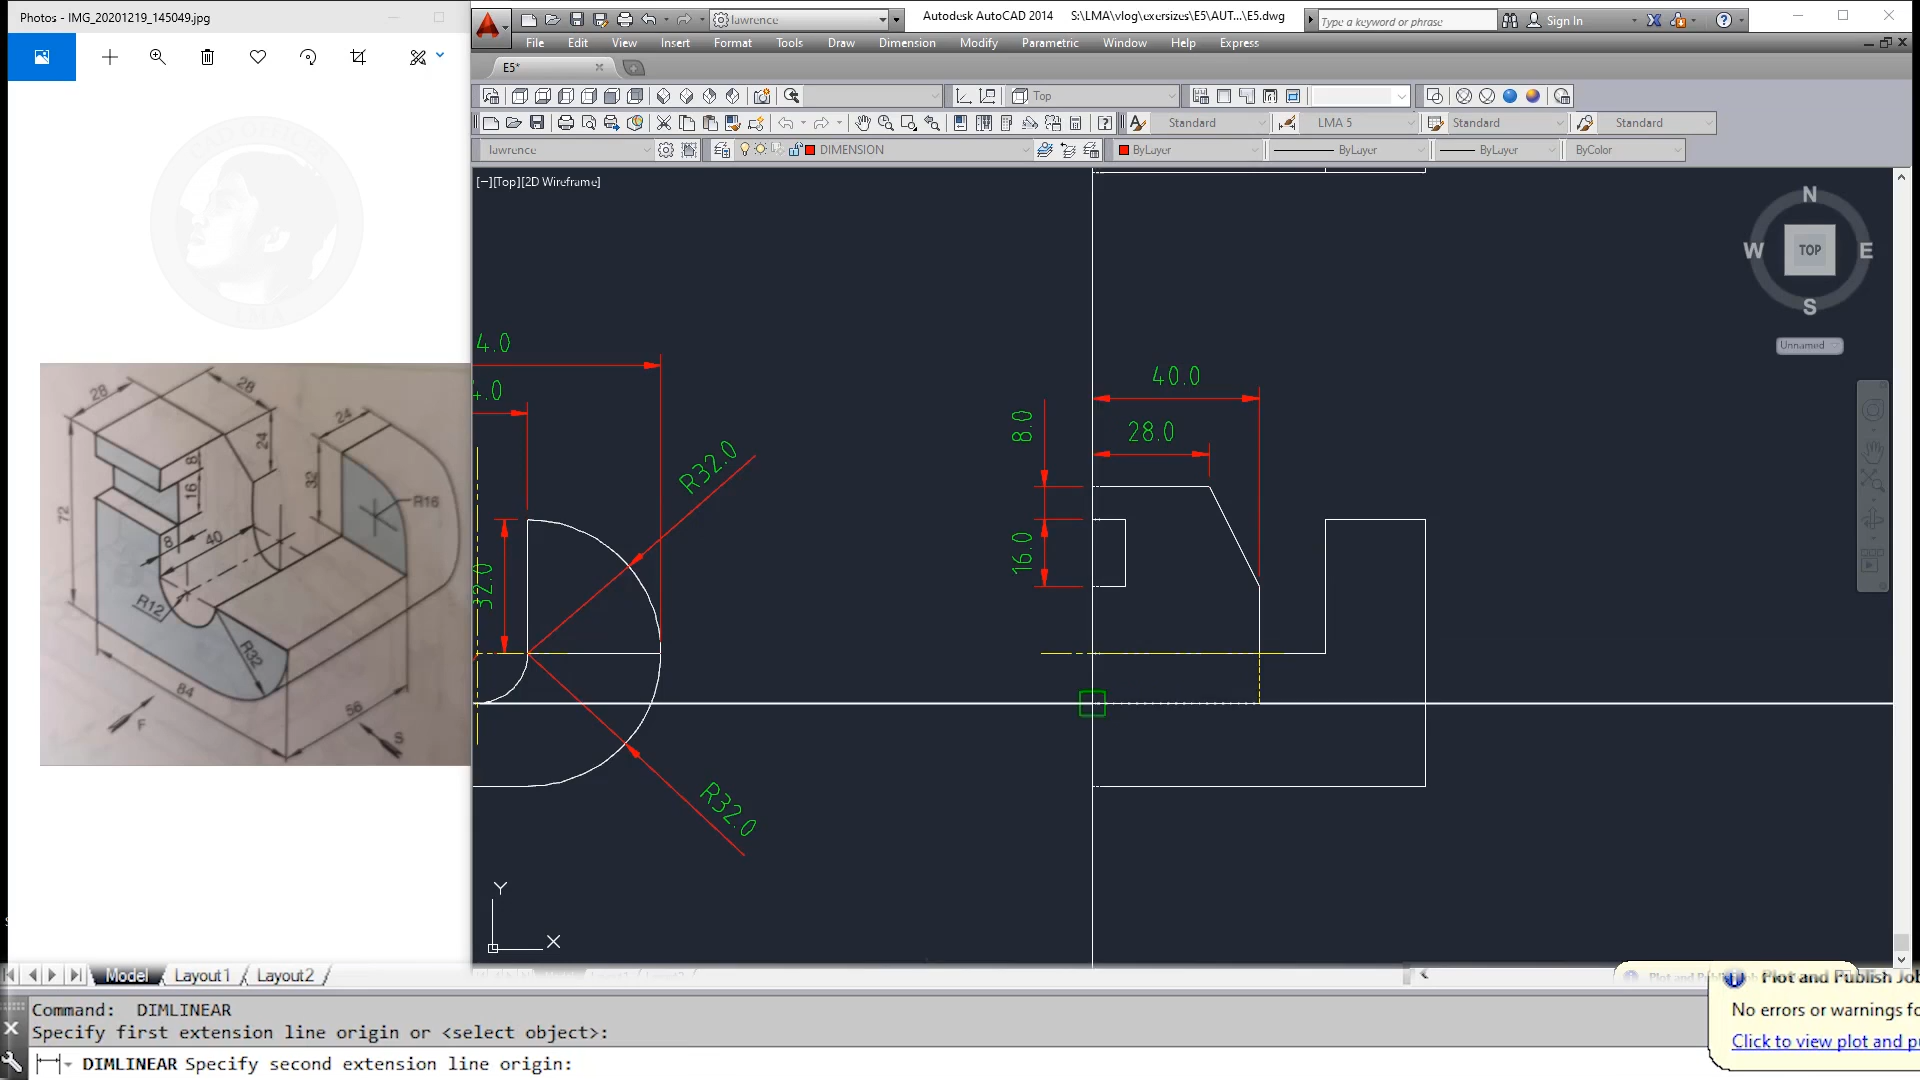 Photos - IMG_20201219_145049.jpg
lawrence
Autodesk AutoCAD 2014 S:\LMA\vlog\exersizes\E5\AUT...\E5.dwg
Type a keyword or phrase
Sign In
File Edit View Insert Format Tools Draw Dimension Modify Parametric Window Help Express
E5*
Top
Standard LMA 5 Standard Standard
lawrence DIMENSION ByLayer ByLayer ByLayer ByColor
[−][Top][2D Wireframe]
N
W TOP E
S
Unnamed
LMA
4.0
4.0
R32.0
32.0
R32.0
40.0
8.0
28.0
16.0
28
28
24
24
8
16
32
R16
72
8
40
R12
R32
84
56
F
S
Y
X
Model Layout1 Layout2
Command: DIMLINEAR
Specify first extension line origin or <select object>:
DIMLINEAR Specify second extension line origin:
Plot and Publish Job
No errors or warnings fo
Click to view plot and pu